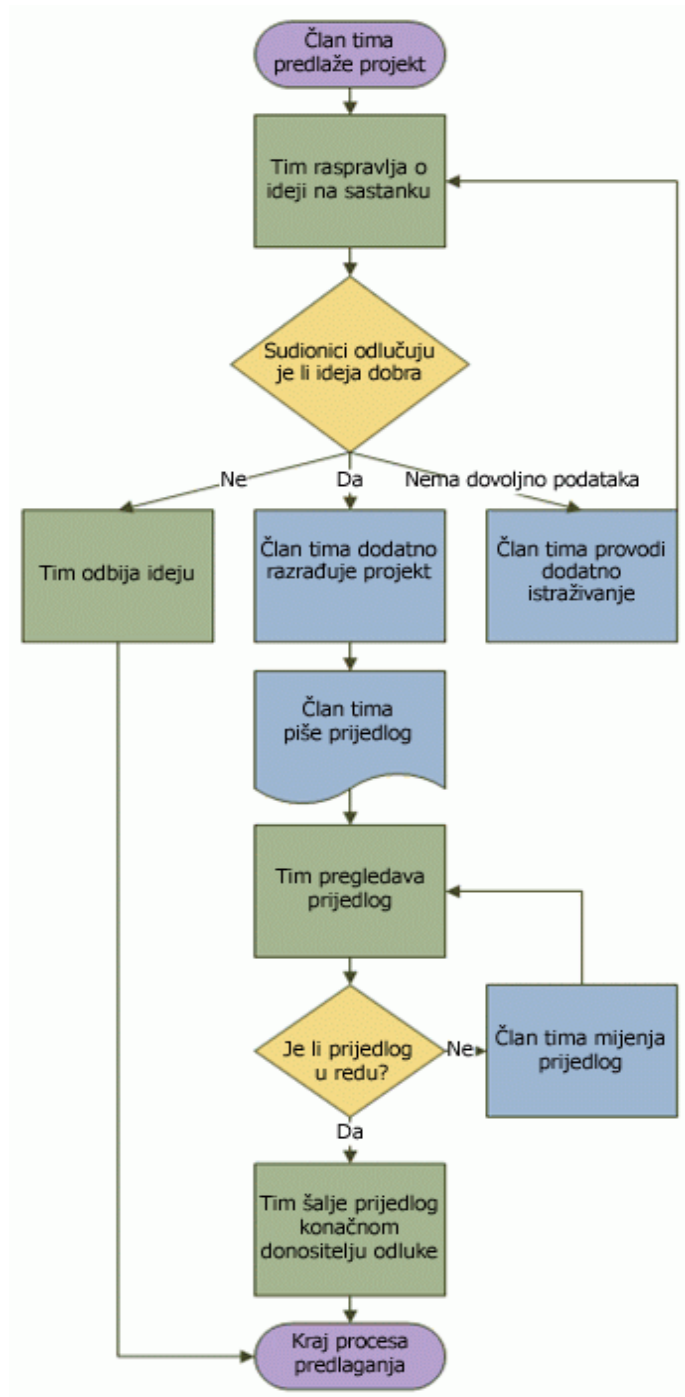 Član tima
predlaže projekt
Tim raspravlja o
ideji na sastanku
Sudionici odlučuju
je li ideja dobra
Ne
Da
Nema dovoljno podataka
Tim odbija ideju
Član tima dodatno
razrađuje projekt
Član tima provodi
dodatno
istraživanje
Član tima
piše prijedlog
Tim pregledava
prijedlog
Je li prijedlog
u redu?
Ne
Član tima mijenja
prijedlog
Da
Tim šalje prijedlog
konačnom
donositelju odluke
Kraj procesa
predlaganja